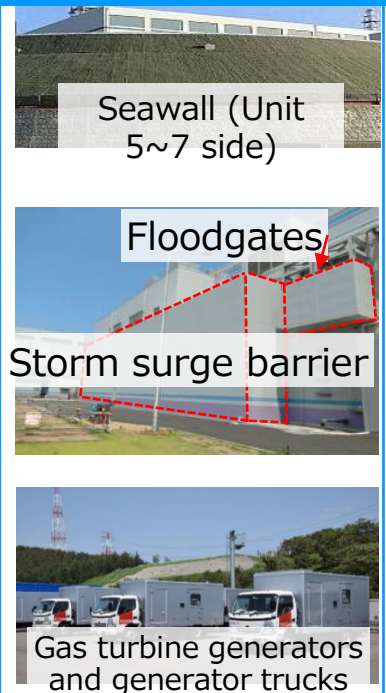 Seawall (Unit
5~7 side)
Floodgates
Storm surge barrier
Gas turbine generators
and generator trucks